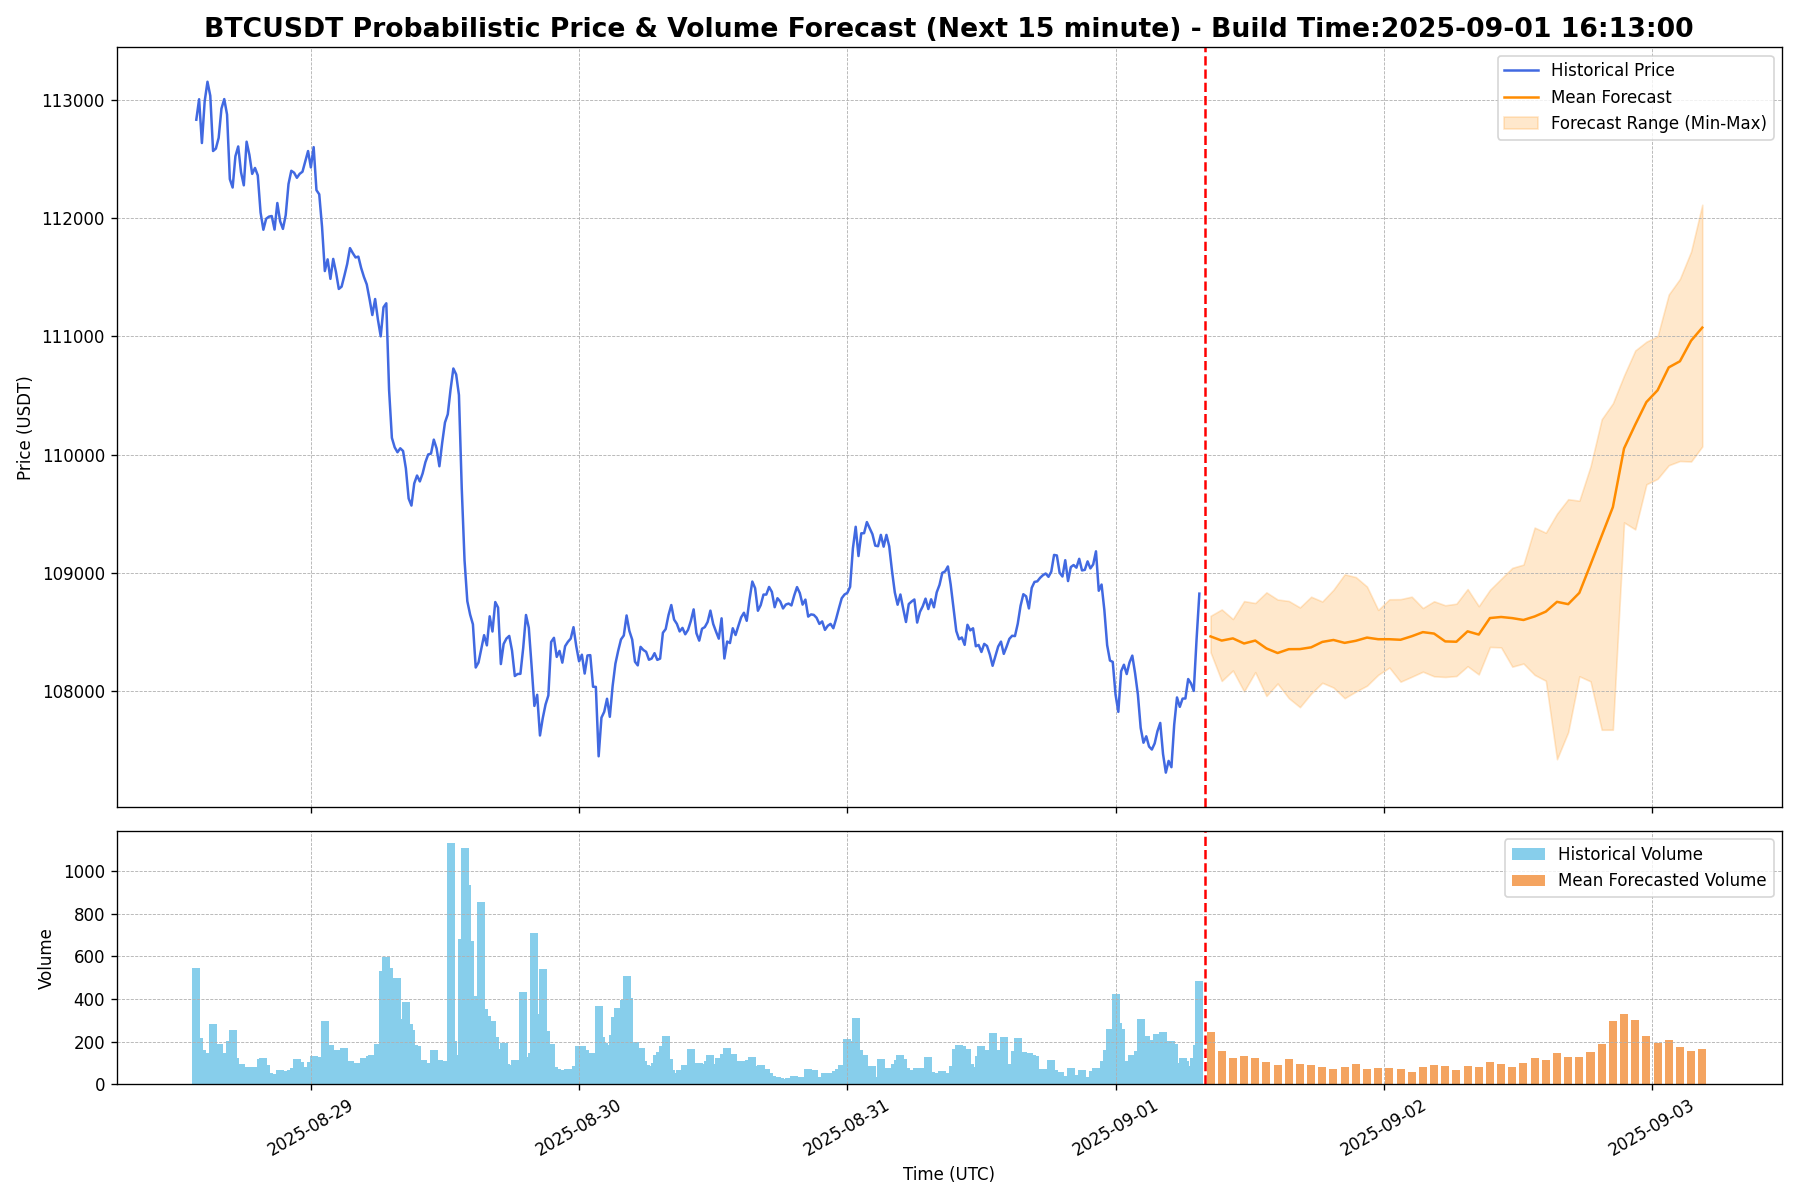 BTCUSDT Probabilistic Price & Volume Forecast (Next 15 minute) - Build Time:2025-09-01 16:13:00
Historical Price
Mean Forecast
Forecast Range (Min-Max)
113000
112000
111000
110000
109000
108000
Price (USDT)
Historical Volume
Mean Forecasted Volume
1000
800
600
400
200
0
Volume
2025-08-29
2025-08-30
2025-08-31
2025-09-01
2025-09-02
2025-09-03
Time (UTC)